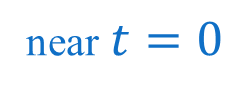 near 𝑡 = 0